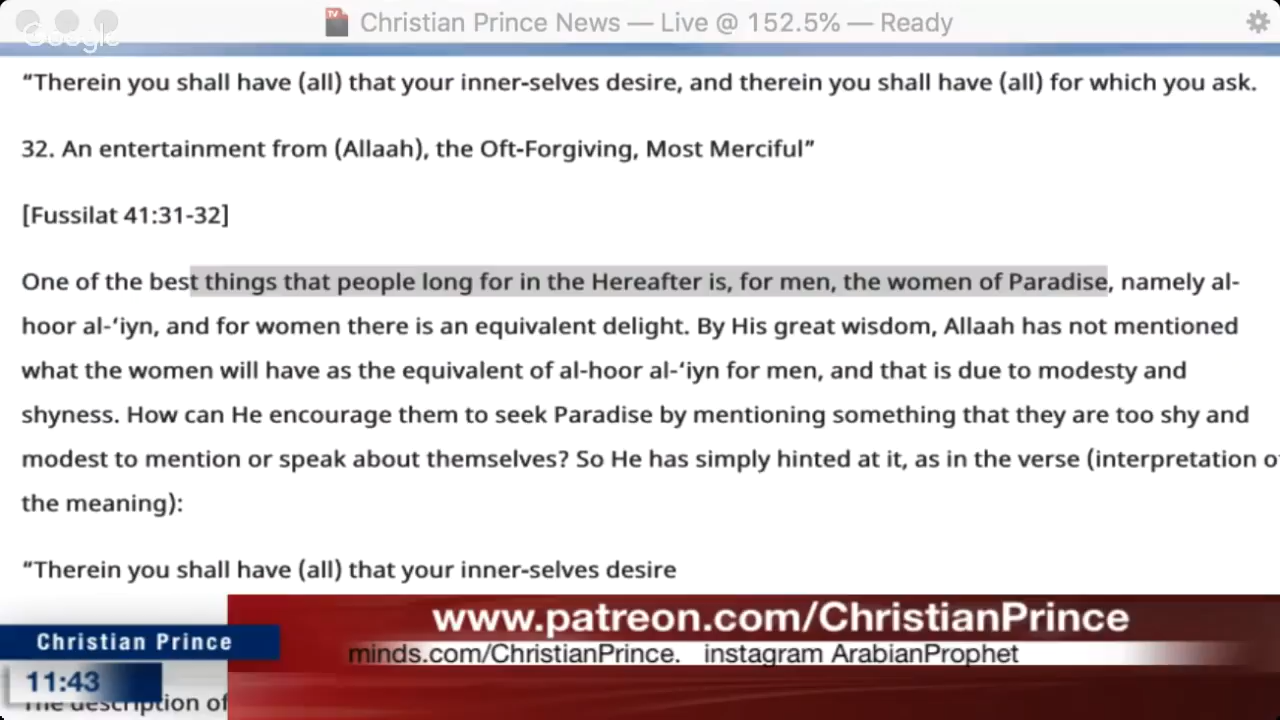 Christian Prince News — Live @ 152.5% — Ready
Google
“Therein you shall have (all) that your inner-selves desire, and therein you shall have (all) for which you ask.
32. An entertainment from (Allaah), the Oft-Forgiving, Most Merciful”
[Fussilat 41:31-32]
One of the best things that people long for in the Hereafter is, for men, the women of Paradise, namely al-
hoor al-‘iyn, and for women there is an equivalent delight. By His great wisdom, Allaah has not mentioned
what the women will have as the equivalent of al-hoor al-‘iyn for men, and that is due to modesty and
shyness. How can He encourage them to seek Paradise by mentioning something that they are too shy and
modest to mention or speak about themselves? So He has simply hinted at it, as in the verse (interpretation of
the meaning):
“Therein you shall have (all) that your inner-selves desire
www.patreon.com/ChristianPrince
Christian Prince
minds.com/ChristianPrince. instagram ArabianProphet
11:43
The description of